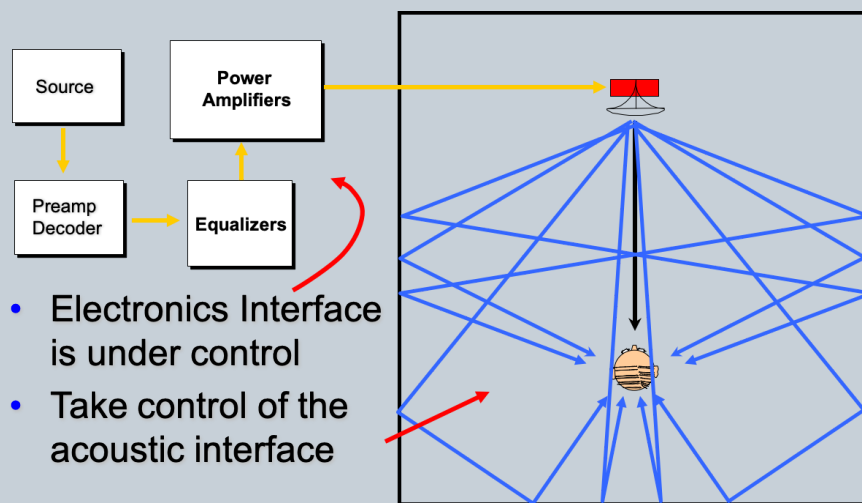 Source
Power
Amplifiers
Preamp
Decoder
Equalizers
• Electronics Interface
is under control
• Take control of the
acoustic interface